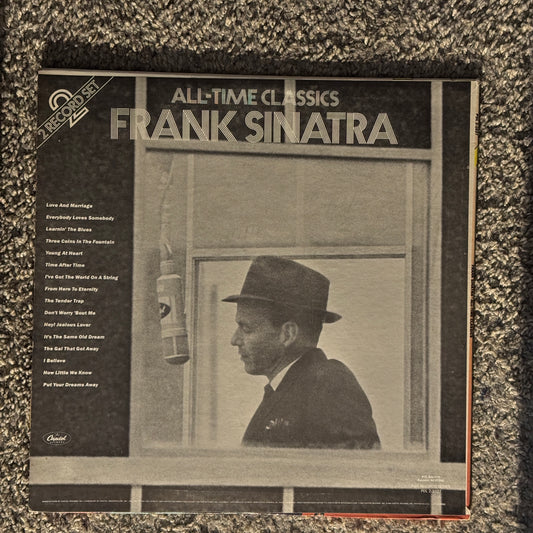 2 RECORD SET
2
ALL-TIME CLASSICS
FRANK SINATRA
Love And Marriage
Everybody Loves Somebody
Learnin' The Blues
Three Coins In The Fountain
Young At Heart
Time After Time
I've Got The World On A String
From Here To Eternity
The Tender Trap
Don't Worry 'Bout Me
Hey! Jealous Lover
It's The Same Old Dream
The Gal That Got Away
I Believe
How Little We Know
Put Your Dreams Away
Capitol